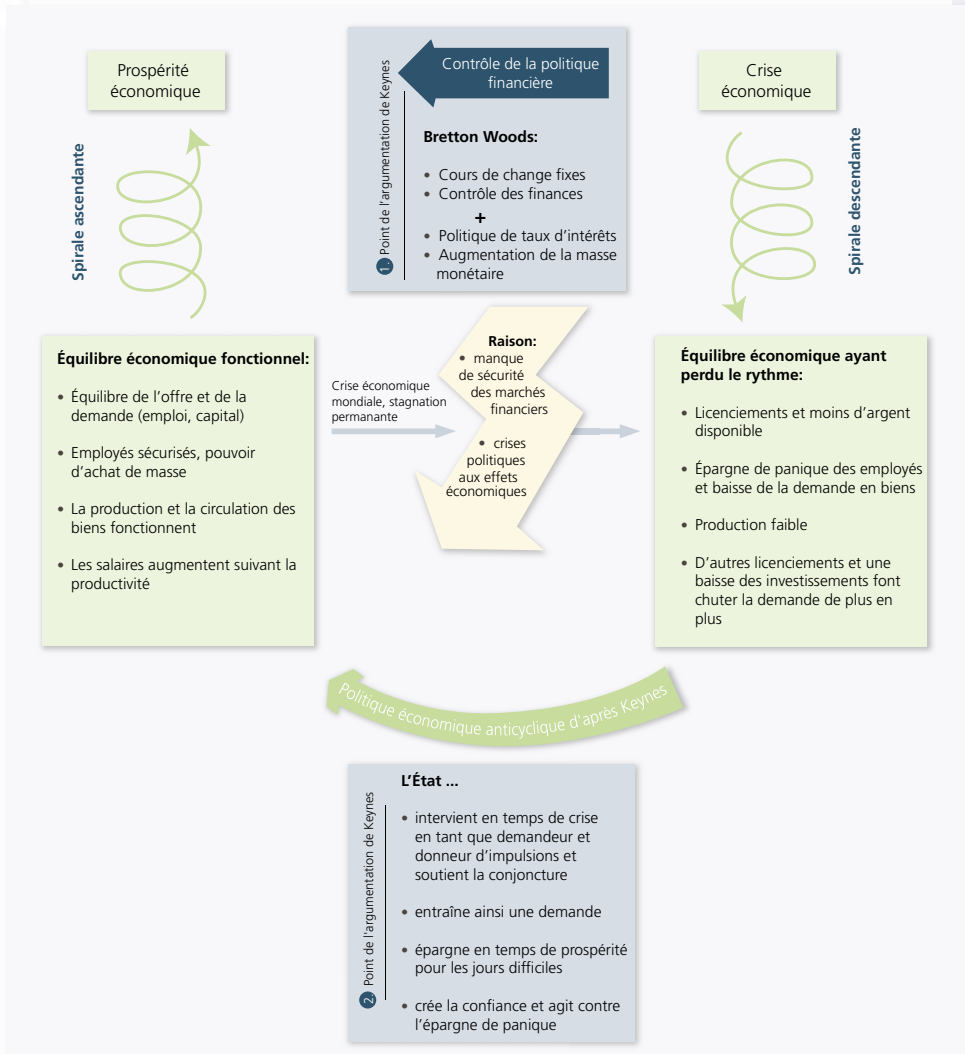 Prospérité
économique
Spirale ascendante
1. Point de l'argumentation de Keynes
Contrôle de la politique
financière
Bretton Woods:
• Cours de change fixes
• Contrôle des finances
+
• Politique de taux d'intérêts
• Augmentation de la masse
monétaire
Crise
économique
Spirale descendante
Équilibre économique fonctionnel:
• Équilibre de l'offre et de la
demande (emploi, capital)
• Employés sécurisés, pouvoir
d'achat de masse
• La production et la circulation des
biens fonctionnent
• Les salaires augmentent suivant la
productivité
Crise économique
mondiale, stagnation
permanante
Raison:
• manque
de sécurité
des marchés
financiers
• crises
politiques
aux effets
économiques
Équilibre économique ayant
perdu le rythme:
• Licenciements et moins d'argent
disponible
• Épargne de panique des employés
et baisse de la demande en biens
• Production faible
• D'autres licenciements et une
baisse des investissements font
chuter la demande de plus en
plus
Politique économique anticyclique d'après Keynes
2. Point de l'argumentation de Keynes
L'État ...
• intervient en temps de crise
en tant que demandeur et
donneur d'impulsions et
soutient la conjoncture
• entraîne ainsi une demande
• épargne en temps de prospérité
pour les jours difficiles
• crée la confiance et agit contre
l'épargne de panique